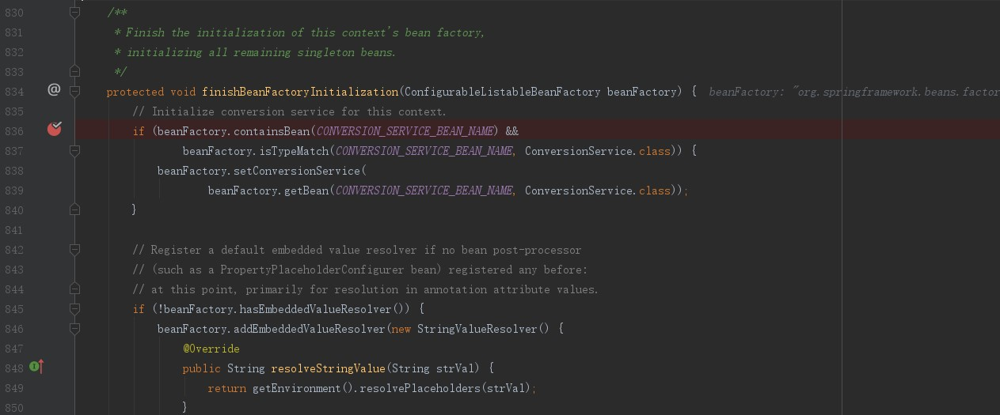 830 /**
831 * Finish the initialization of this context's bean factory,
832 * initializing all remaining singleton beans.
833 */
834 @ protected void finishBeanFactoryInitialization(ConfigurableListableBeanFactory beanFactory) { beanFactory: "org.springframework.beans.factor
835 // Initialize conversion service for this context.
836 if (beanFactory.containsBean(CONVERSION_SERVICE_BEAN_NAME) &&
837 beanFactory.isTypeMatch(CONVERSION_SERVICE_BEAN_NAME, ConversionService.class)) {
838 beanFactory.setConversionService(
839 beanFactory.getBean(CONVERSION_SERVICE_BEAN_NAME, ConversionService.class));
840 }
841
842 // Register a default embedded value resolver if no bean post-processor
843 // (such as a PropertyPlaceholderConfigurer bean) registered any before:
844 // at this point, primarily for resolution in annotation attribute values.
845 if (!beanFactory.hasEmbeddedValueResolver()) {
846 beanFactory.addEmbeddedValueResolver(new StringValueResolver() {
847 @Override
848 public String resolveStringValue(String strVal) {
849 return getEnvironment().resolvePlaceholders(strVal);
850 }